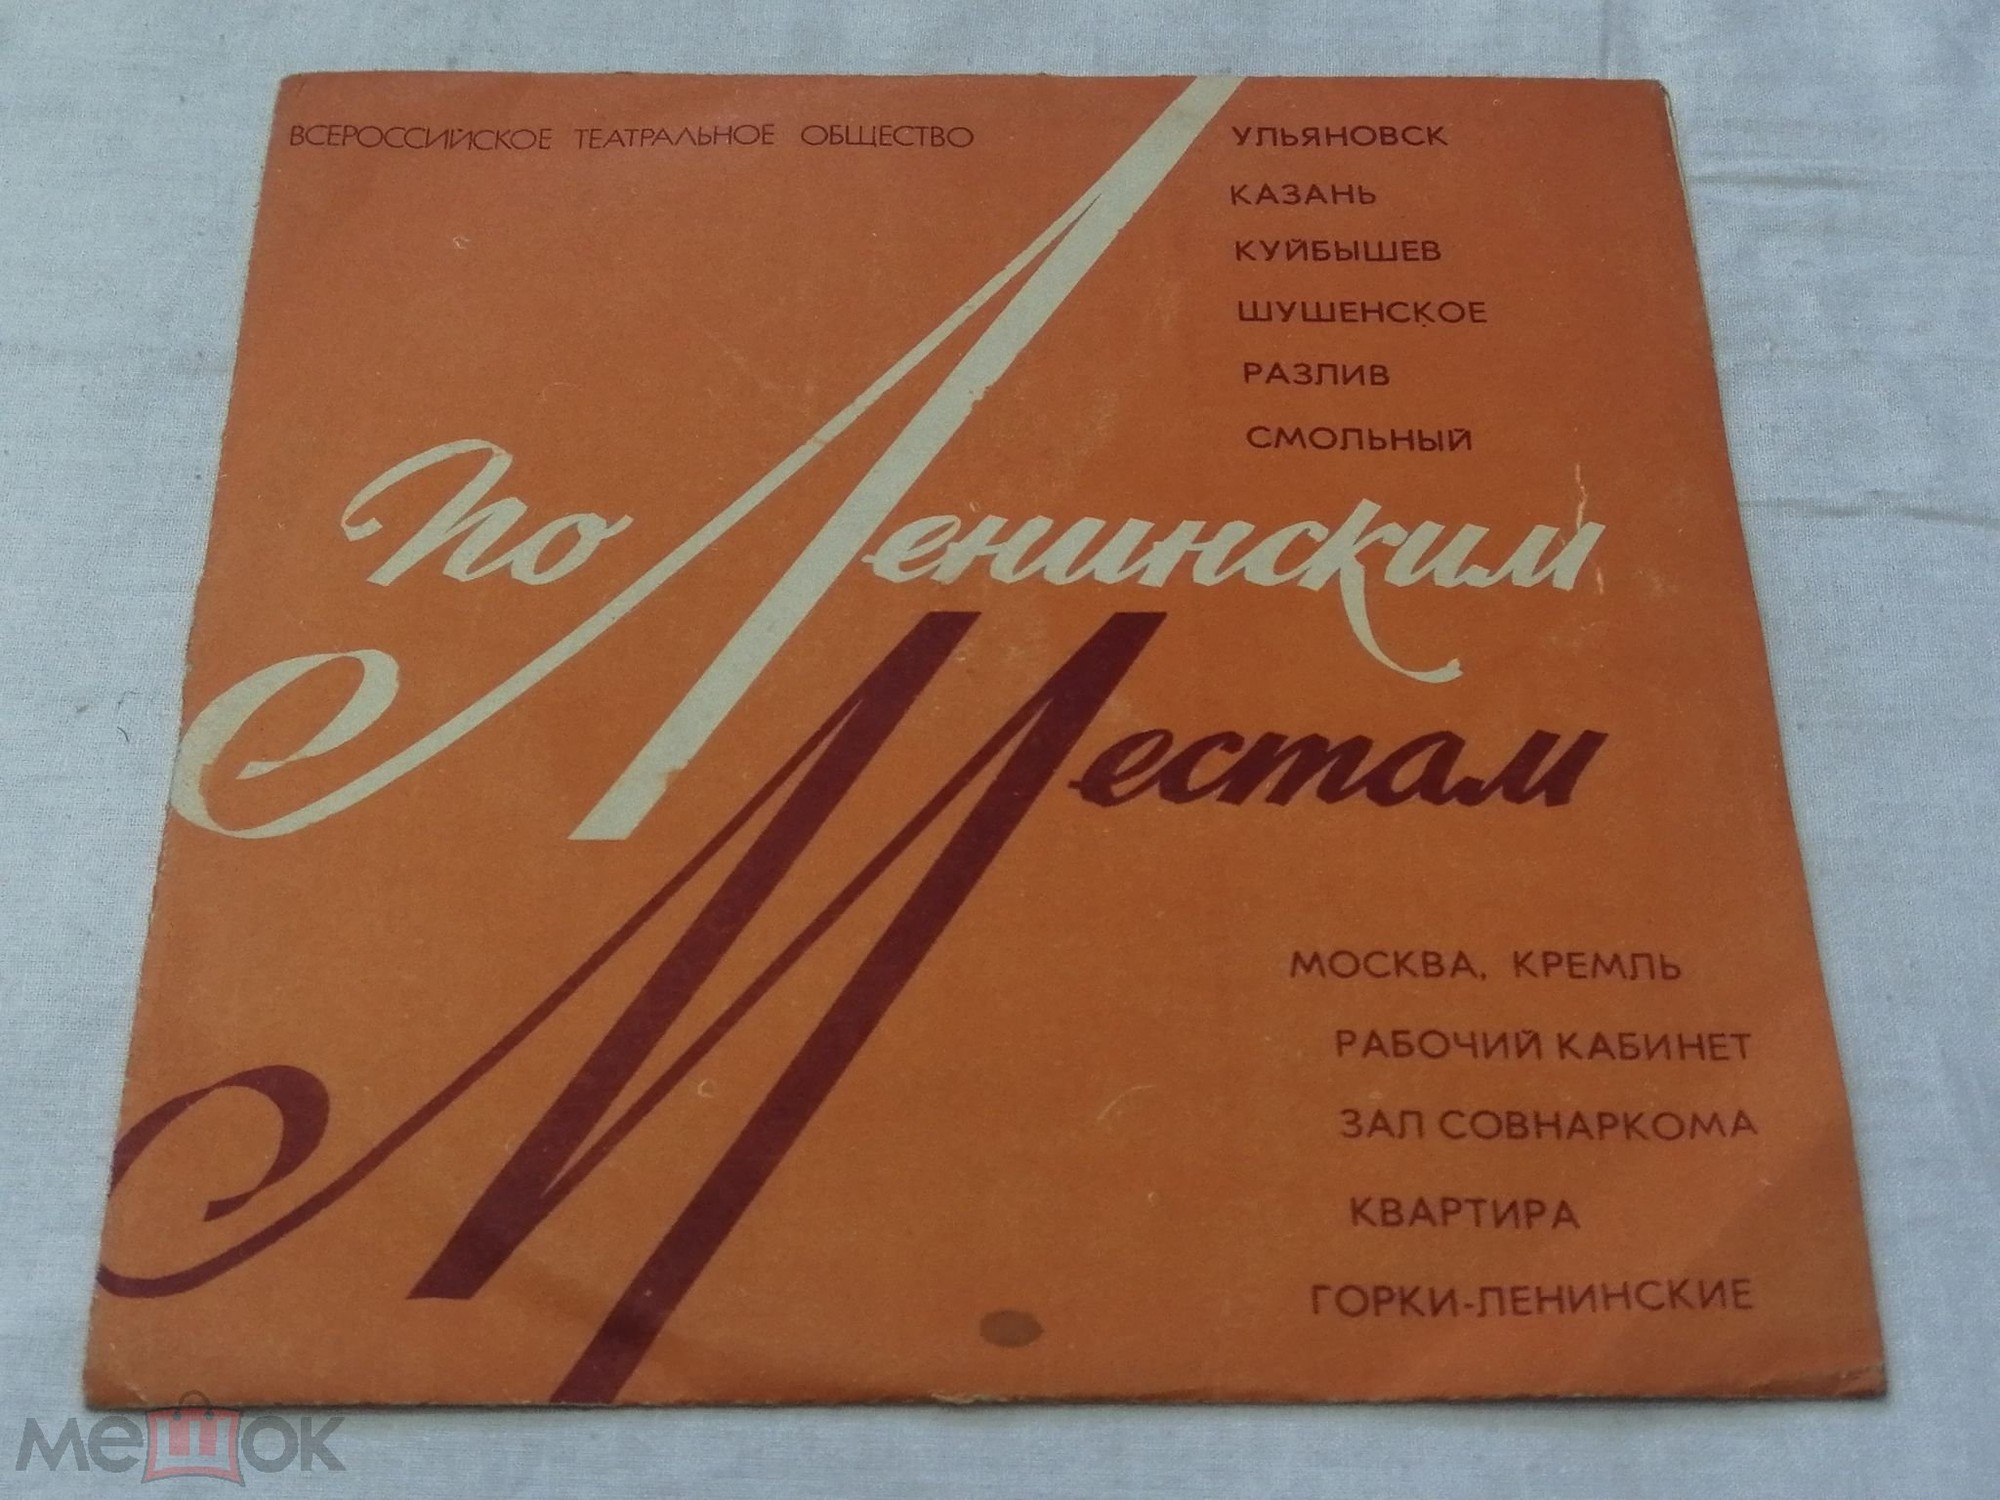 ВСЕРОССИЙСКОЕ ТЕАТРАЛЬНОЕ ОБЩЕСТВО
УЛЬЯНОВСК
КАЗАНЬ
КУЙБЫШЕВ
ШУШЕНСКОЕ
РАЗЛИВ
СМОЛЬНЫЙ
по Ленинским
Местам
МОСКВА, КРЕМЛЬ
РАБОЧИЙ КАБИНЕТ
ЗАЛ СОВНАРКОМА
КВАРТИРА
ГОРКИ-ЛЕНИНСКИЕ
мешок